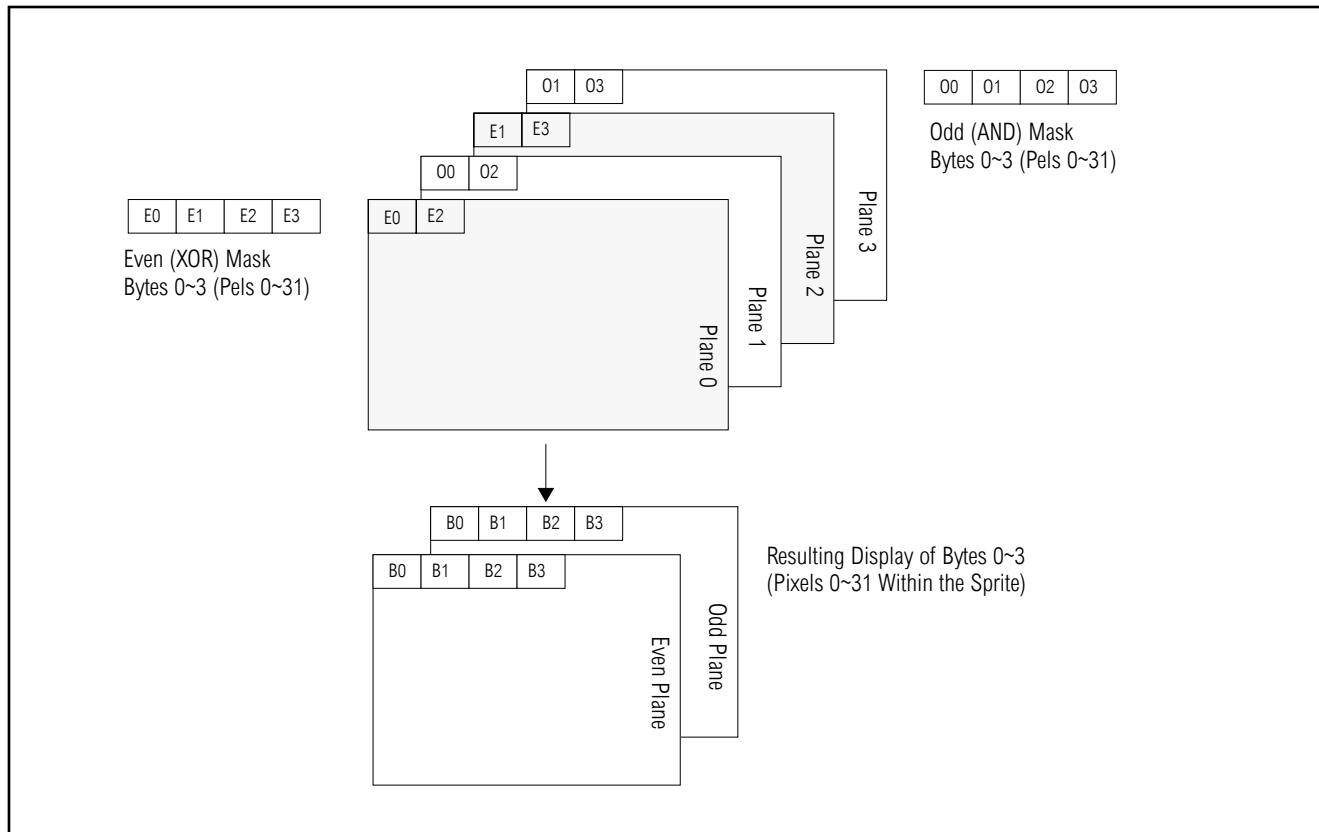 O1 O3
O0 O1 O2 O3
E1 E3
Odd (AND) Mask
Bytes 0~3 (Pels 0~31)
O0 O2
E0 E1 E2 E3
E0 E2
Even (XOR) Mask
Bytes 0~3 (Pels 0~31)
Plane 3
Plane 2
Plane 1
Plane 0
B0 B1 B2 B3
B0 B1 B2 B3
Resulting Display of Bytes 0~3
(Pixels 0~31 Within the Sprite)
Odd Plane
Even Plane